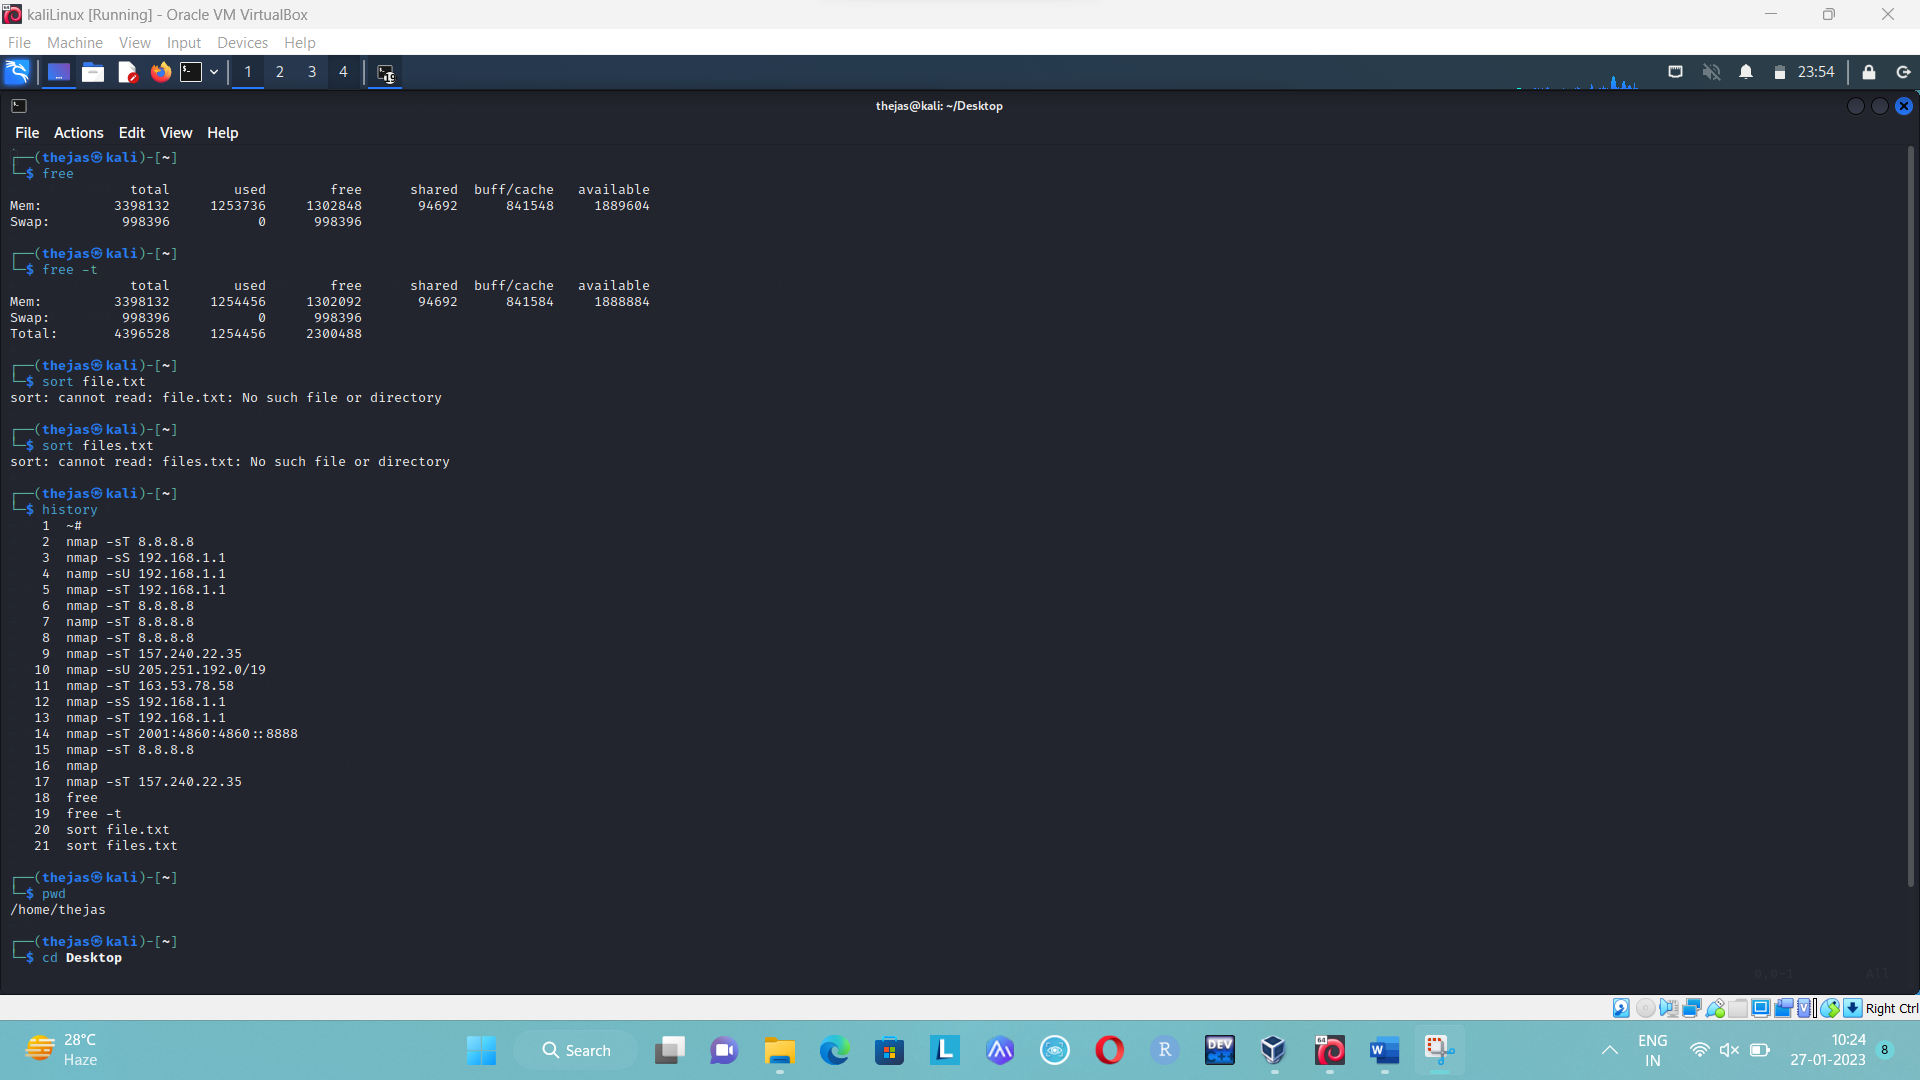 kaliLinux [Running] - Oracle VM VirtualBox
File Machine View Input Devices Help
1 2 3 4 23:54
thejas@kali: ~/Desktop
File Actions Edit View Help
┌──(thejas㉿kali)-[~]
└─$ free
total used free shared buff/cache available
Mem: 3398132 1253736 1302848 94692 841548 1889604
Swap: 998396 0 998396
┌──(thejas㉿kali)-[~]
└─$ free -t
total used free shared buff/cache available
Mem: 3398132 1254456 1302092 94692 841584 1888884
Swap: 998396 0 998396
Total: 4396528 1254456 2300488
┌──(thejas㉿kali)-[~]
└─$ sort file.txt
sort: cannot read: file.txt: No such file or directory
┌──(thejas㉿kali)-[~]
└─$ sort files.txt
sort: cannot read: files.txt: No such file or directory
┌──(thejas㉿kali)-[~]
└─$ history
1 ~#
2 nmap -sT 8.8.8.8
3 nmap -sS 192.168.1.1
4 namp -sU 192.168.1.1
5 nmap -sT 192.168.1.1
6 nmap -sT 8.8.8.8
7 namp -sT 8.8.8.8
8 nmap -sT 8.8.8.8
9 nmap -sT 157.240.22.35
10 nmap -sU 205.251.192.0/19
11 nmap -sT 163.53.78.58
12 nmap -sS 192.168.1.1
13 nmap -sT 192.168.1.1
14 nmap -sT 2001:4860:4860::8888
15 nmap -sT 8.8.8.8
16 nmap
17 nmap -sT 157.240.22.35
18 free
19 free -t
20 sort file.txt
21 sort files.txt
┌──(thejas㉿kali)-[~]
└─$ pwd
/home/thejas
┌──(thejas㉿kali)-[~]
└─$ cd Desktop
0,0-1 All
Right Ctrl
28°C
Haze
Search
ENG
IN
10:24
27-01-2023
8